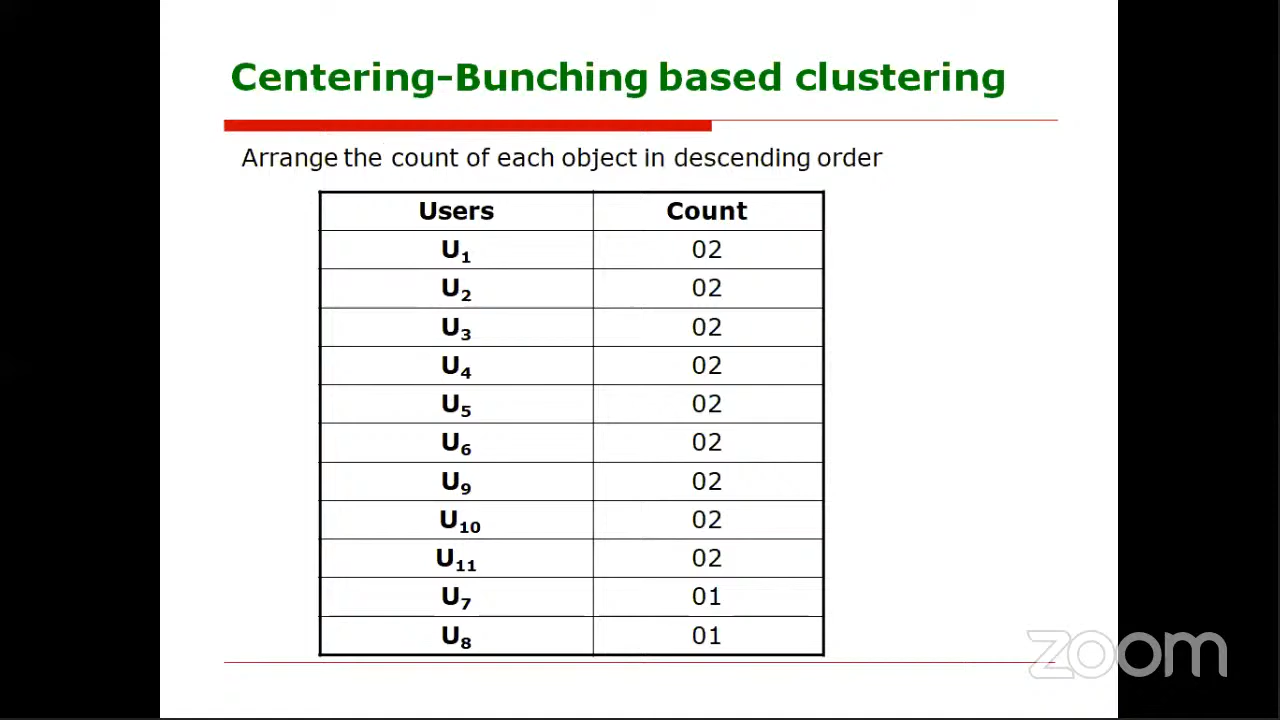 Centering-Bunching based clustering
Arrange the count of each object in descending order
Users Count
U1 02
U2 02
U3 02
U4 02
U5 02
U6 02
U9 02
U10 02
U11 02
U7 01
U8 01
zoom